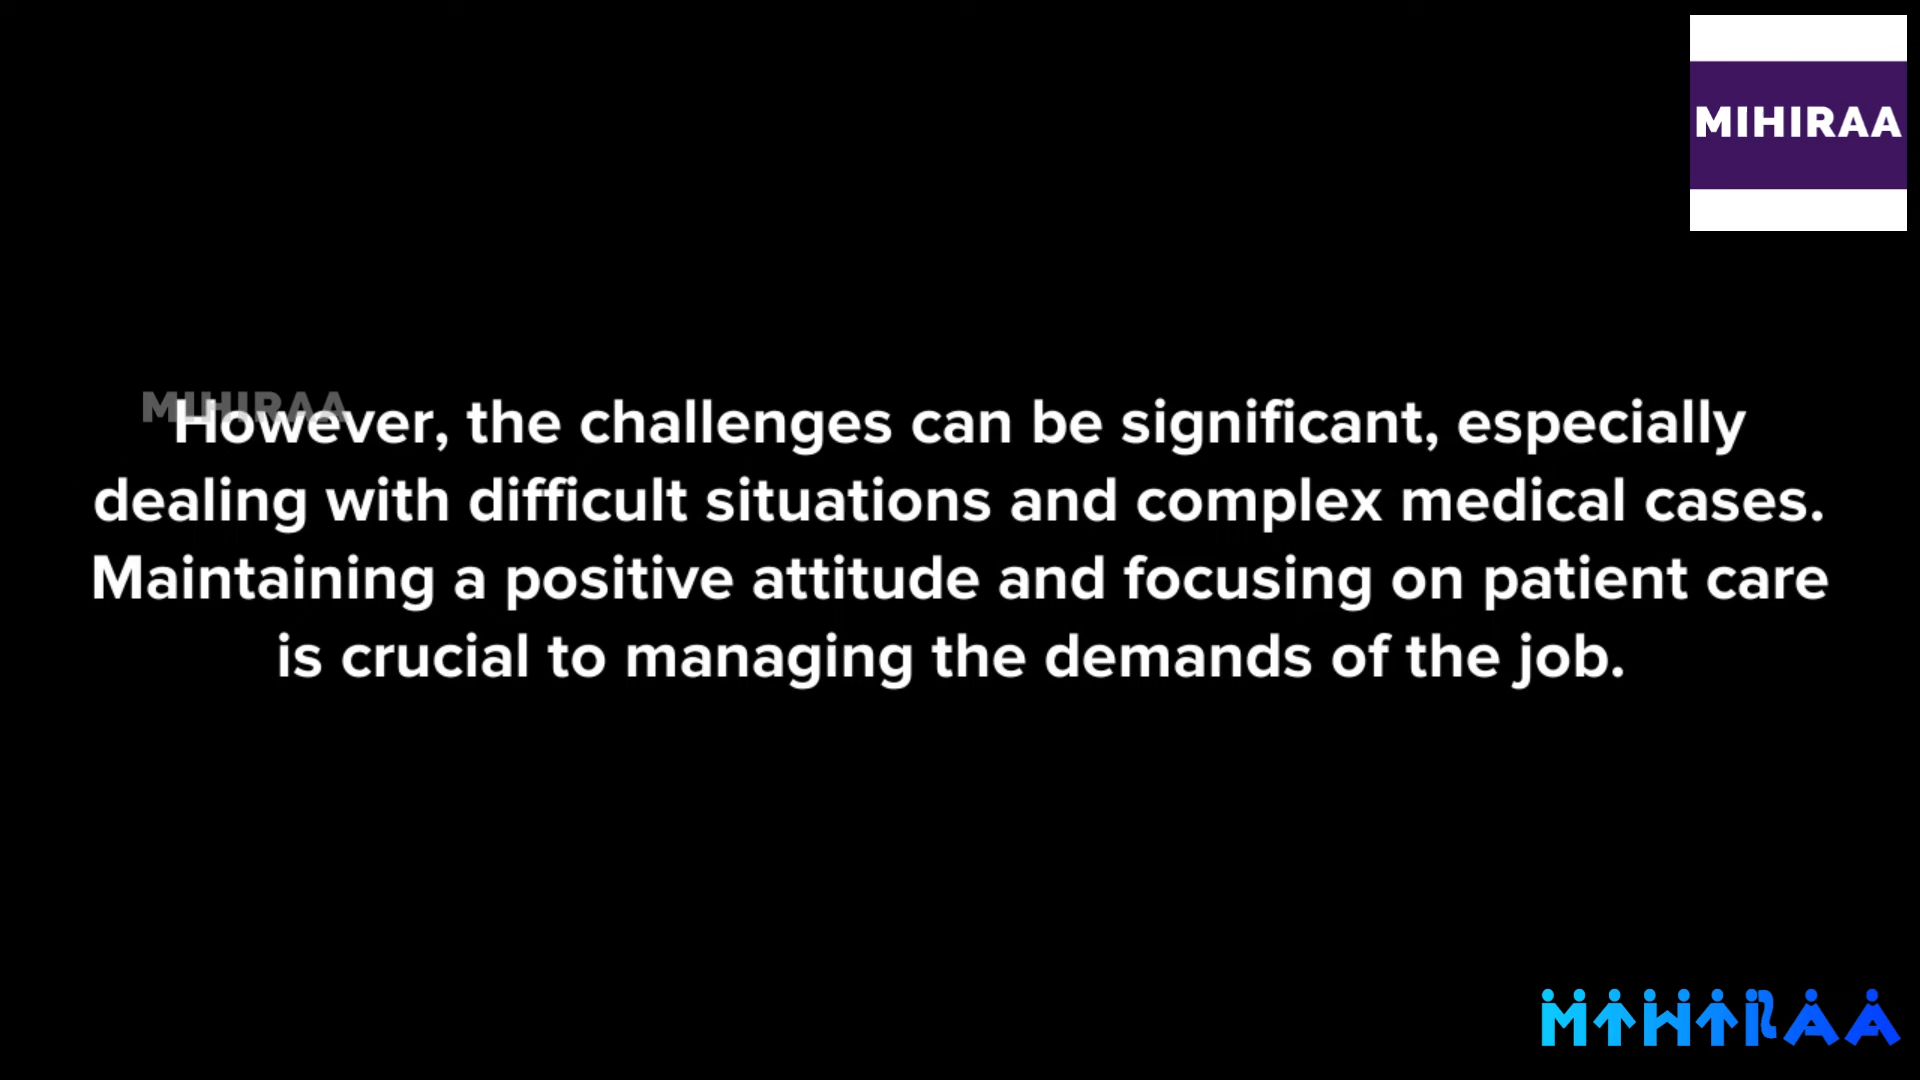 MIHIRAA
MIHIRAA
However, the challenges can be significant, especially
dealing with difficult situations and complex medical cases.
Maintaining a positive attitude and focusing on patient care
is crucial to managing the demands of the job.
MIHIRAA